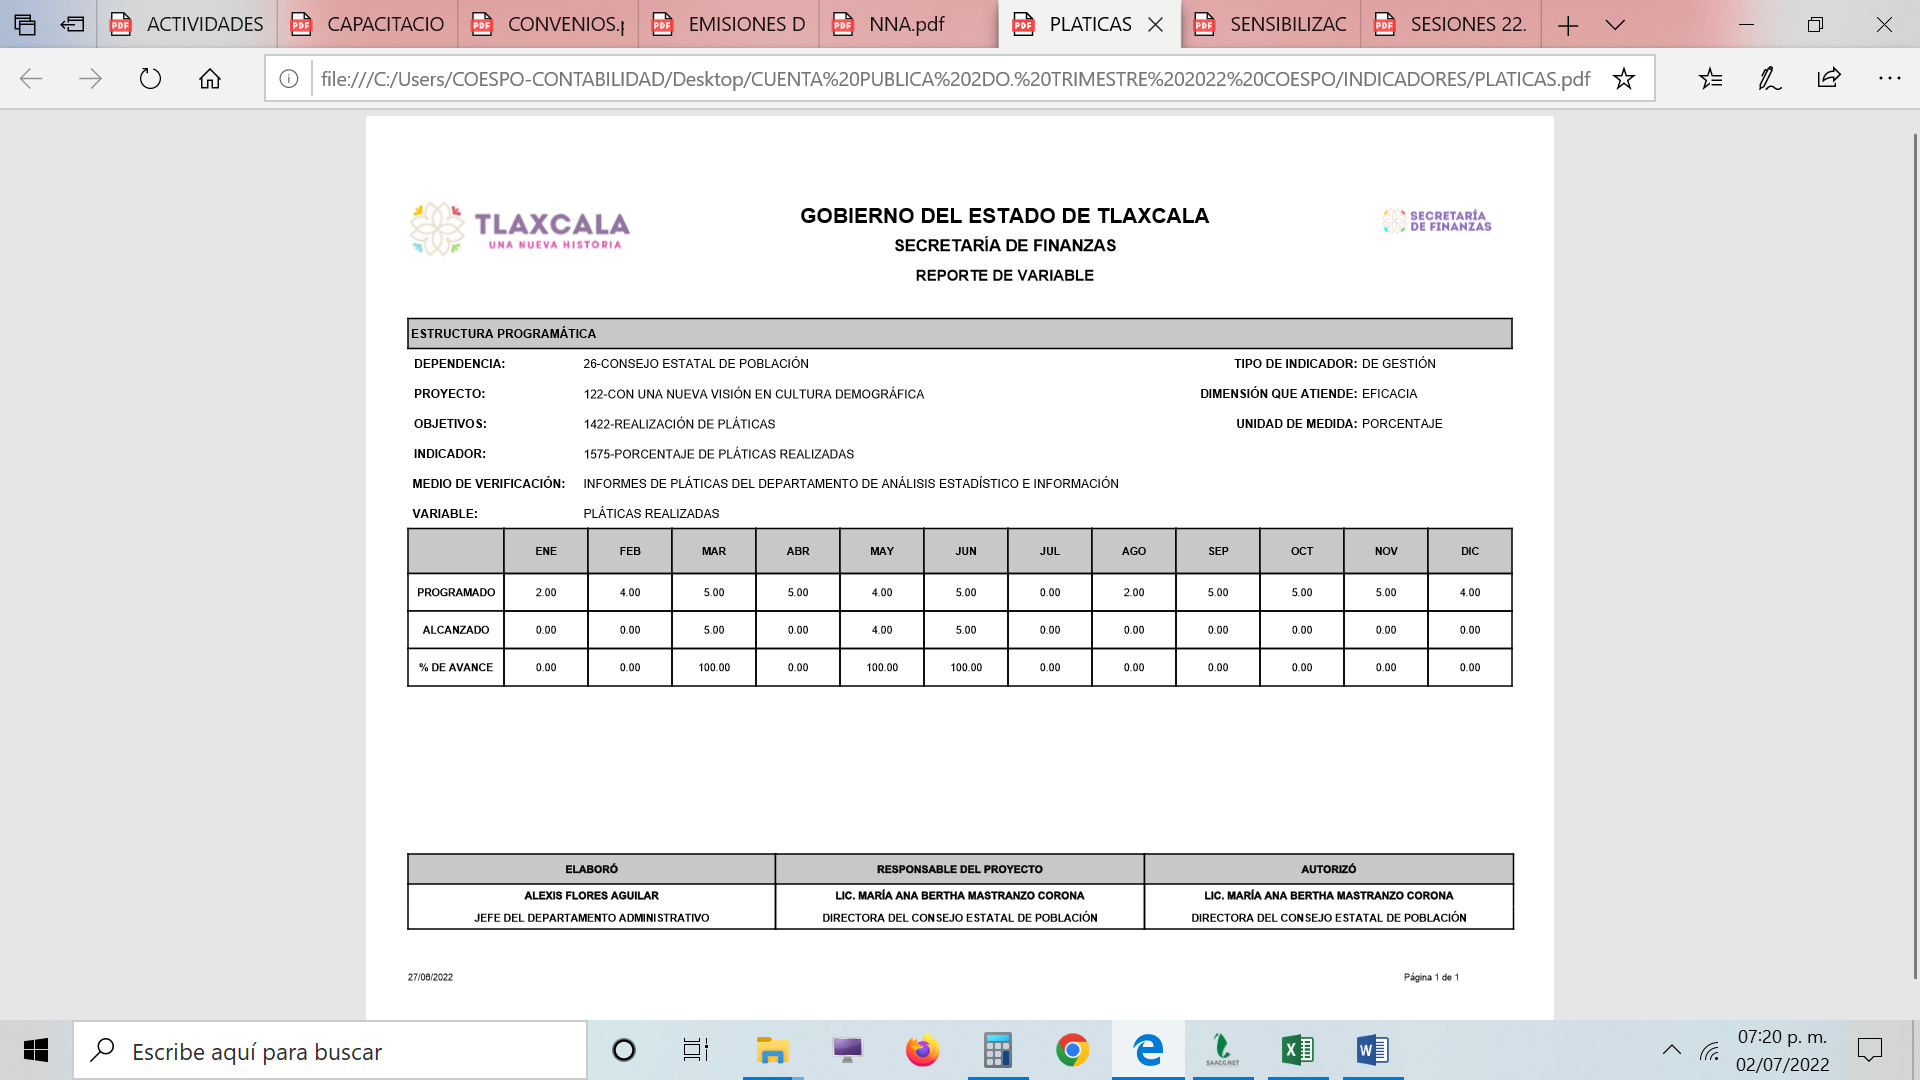 ACTIVIDADES
CAPACITACIO
CONVENIOS.p
EMISIONES D
NNA.pdf
PLATICAS
SENSIBILIZAC
SESIONES 22.
file:///C:/Users/COESPO-CONTABILIDAD/Desktop/CUENTA%20PUBLICA%202DO.%20TRIMESTRE%202022%20COESPO/INDICADORES/PLATICAS.pdf
TLAXCALA
UNA NUEVA HISTORIA
GOBIERNO DEL ESTADO DE TLAXCALA
SECRETARÍA DE FINANZAS
REPORTE DE VARIABLE
SECRETARÍA
DE FINANZAS
ESTRUCTURA PROGRAMÁTICA
DEPENDENCIA: 26-CONSEJO ESTATAL DE POBLACIÓN TIPO DE INDICADOR: DE GESTIÓN
PROYECTO: 122-CON UNA NUEVA VISIÓN EN CULTURA DEMOGRÁFICA DIMENSIÓN QUE ATIENDE: EFICACIA
OBJETIVOS: 1422-REALIZACIÓN DE PLÁTICAS UNIDAD DE MEDIDA: PORCENTAJE
INDICADOR: 1575-PORCENTAJE DE PLÁTICAS REALIZADAS
MEDIO DE VERIFICACIÓN: INFORMES DE PLÁTICAS DEL DEPARTAMENTO DE ANÁLISIS ESTADÍSTICO E INFORMACIÓN
VARIABLE: PLÁTICAS REALIZADAS
ENE FEB MAR ABR MAY JUN JUL AGO SEP OCT NOV DIC
PROGRAMADO 2.00 4.00 5.00 5.00 4.00 5.00 0.00 2.00 5.00 5.00 5.00 4.00
ALCANZADO 0.00 0.00 5.00 0.00 4.00 5.00 0.00 0.00 0.00 0.00 0.00 0.00
% DE AVANCE 0.00 0.00 100.00 0.00 100.00 100.00 0.00 0.00 0.00 0.00 0.00 0.00
ELABORÓ RESPONSABLE DEL PROYECTO AUTORIZÓ
ALEXIS FLORES AGUILAR LIC. MARÍA ANA BERTHA MASTRANZO CORONA LIC. MARÍA ANA BERTHA MASTRANZO CORONA
JEFE DEL DEPARTAMENTO ADMINISTRATIVO DIRECTORA DEL CONSEJO ESTATAL DE POBLACIÓN DIRECTORA DEL CONSEJO ESTATAL DE POBLACIÓN
27/06/2022 Página 1 de 1
Escribe aquí para buscar
SAACG.NET
07:20 p. m.
02/07/2022